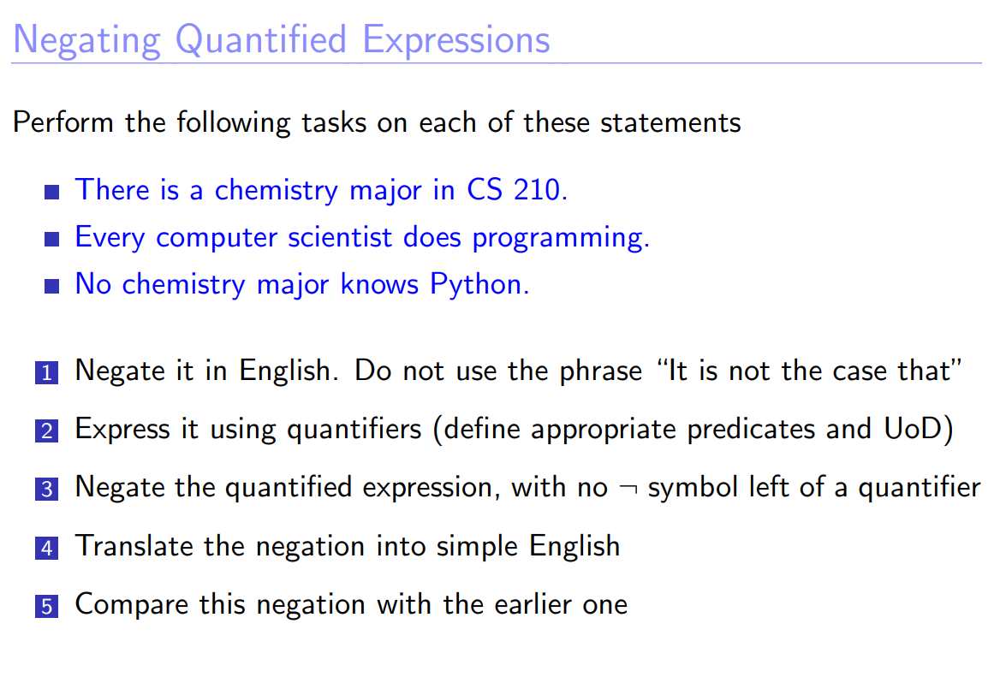 Negating Quantified Expressions
Perform the following tasks on each of these statements
There is a chemistry major in CS 210.
Every computer scientist does programming.
No chemistry major knows Python.
1 Negate it in English. Do not use the phrase “It is not the case that”
2 Express it using quantifiers (define appropriate predicates and UoD)
3 Negate the quantified expression, with no ¬ symbol left of a quantifier
4 Translate the negation into simple English
5 Compare this negation with the earlier one